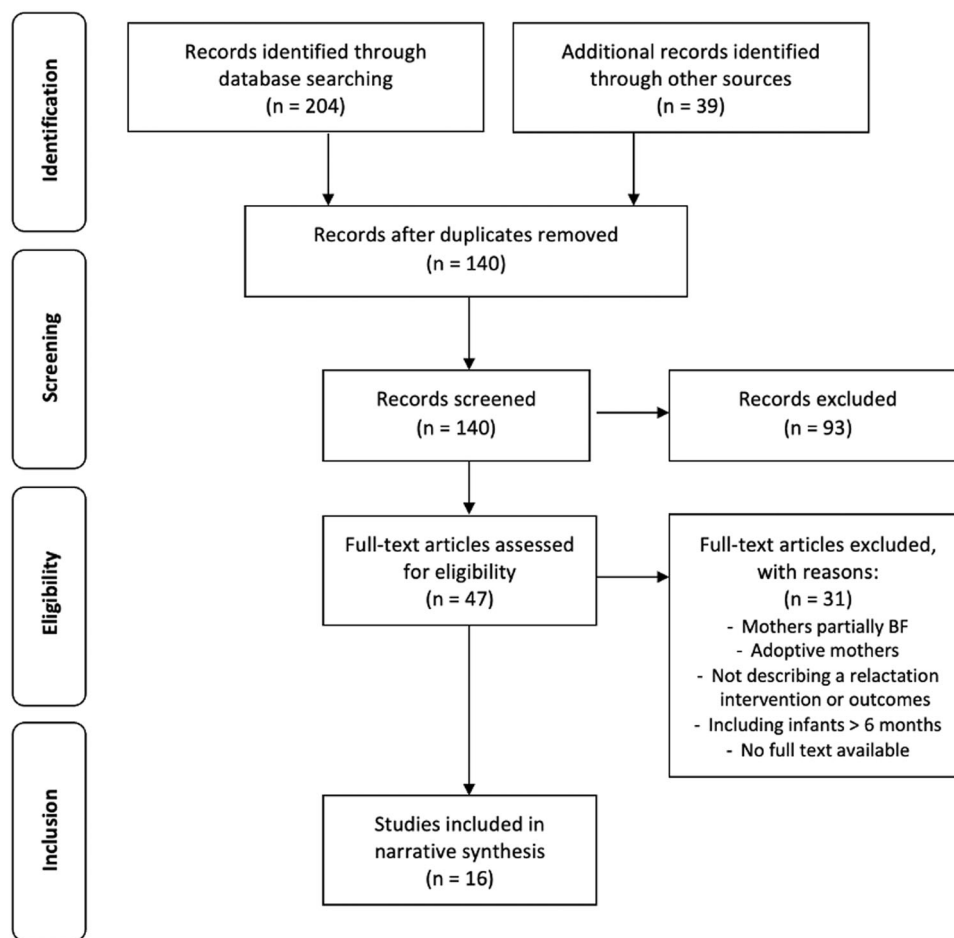 Identification
Records identified through
database searching
(n = 204)
Additional records identified
through other sources
(n = 39)
Records after duplicates removed
(n = 140)
Screening
Records screened
(n = 140)
Records excluded
(n = 93)
Eligibility
Full-text articles assessed
for eligibility
(n = 47)
Full-text articles excluded,
with reasons:
(n = 31)
- Mothers partially BF
- Adoptive mothers
- Not describing a relactation
intervention or outcomes
- Including infants > 6 months
- No full text available
Inclusion
Studies included in
narrative synthesis
(n = 16)